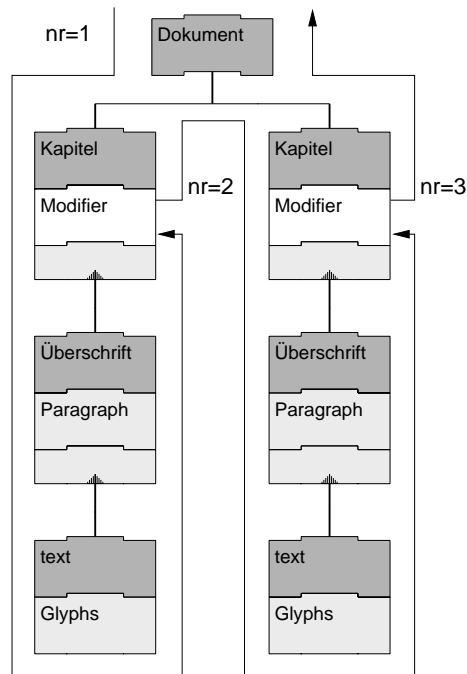 nr=1
Dokument
Kapitel
Kapitel
Modifier
nr=2
Modifier
nr=3
Überschrift
Überschrift
Paragraph
Paragraph
text
text
Glyphs
Glyphs